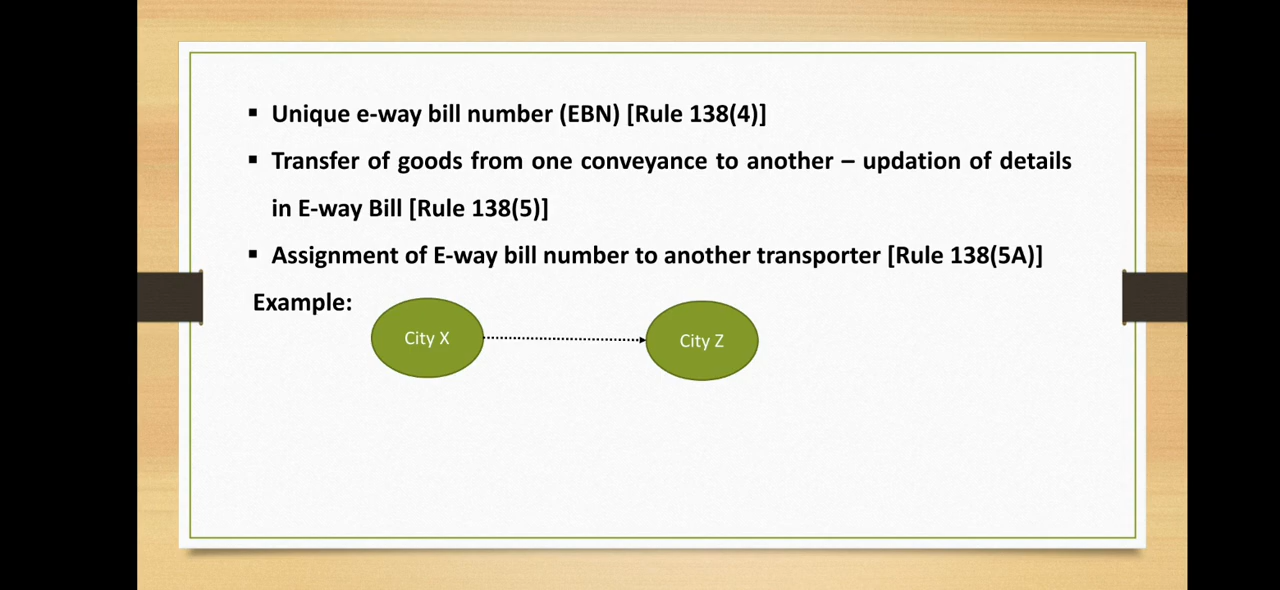 ▪ Unique e-way bill number (EBN) [Rule 138(4)]
▪ Transfer of goods from one conveyance to another – updation of details
in E-way Bill [Rule 138(5)]
▪ Assignment of E-way bill number to another transporter [Rule 138(5A)]
Example:
City X
City Z